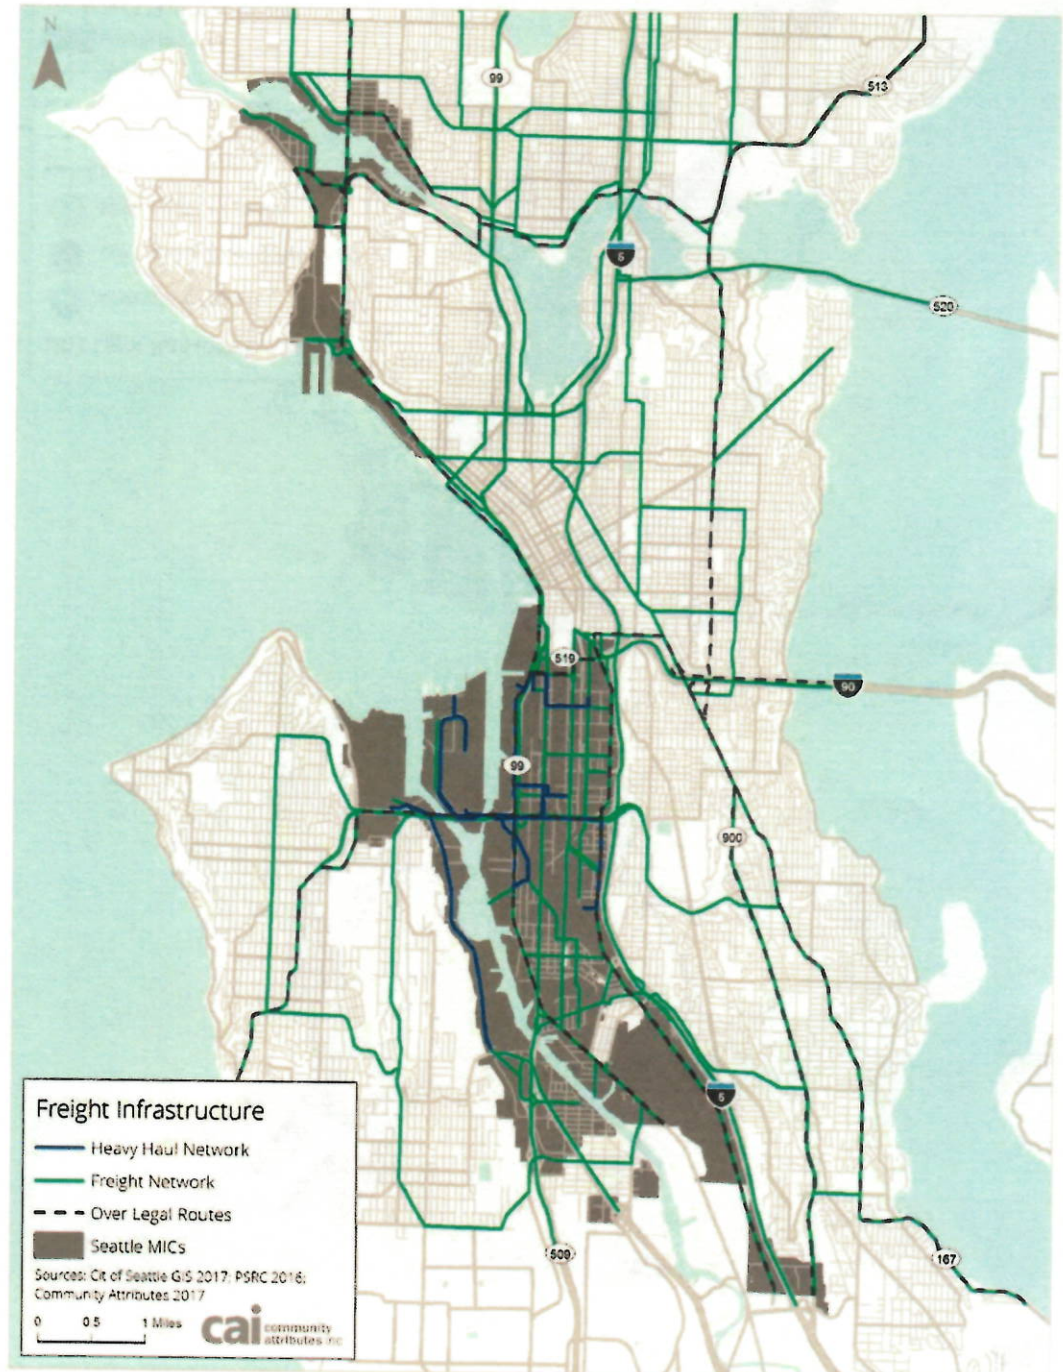 N
99
513
5
520
519
90
99
900
5
509
167
Freight Infrastructure
Heavy Haul Network
Freight Network
Over Legal Routes
Seattle MICs
Sources: Cit of Seattle GIS 2017; PSRC 2016;
Community Attributes 2017
0 0.5 1 Miles
cai community
attributes inc